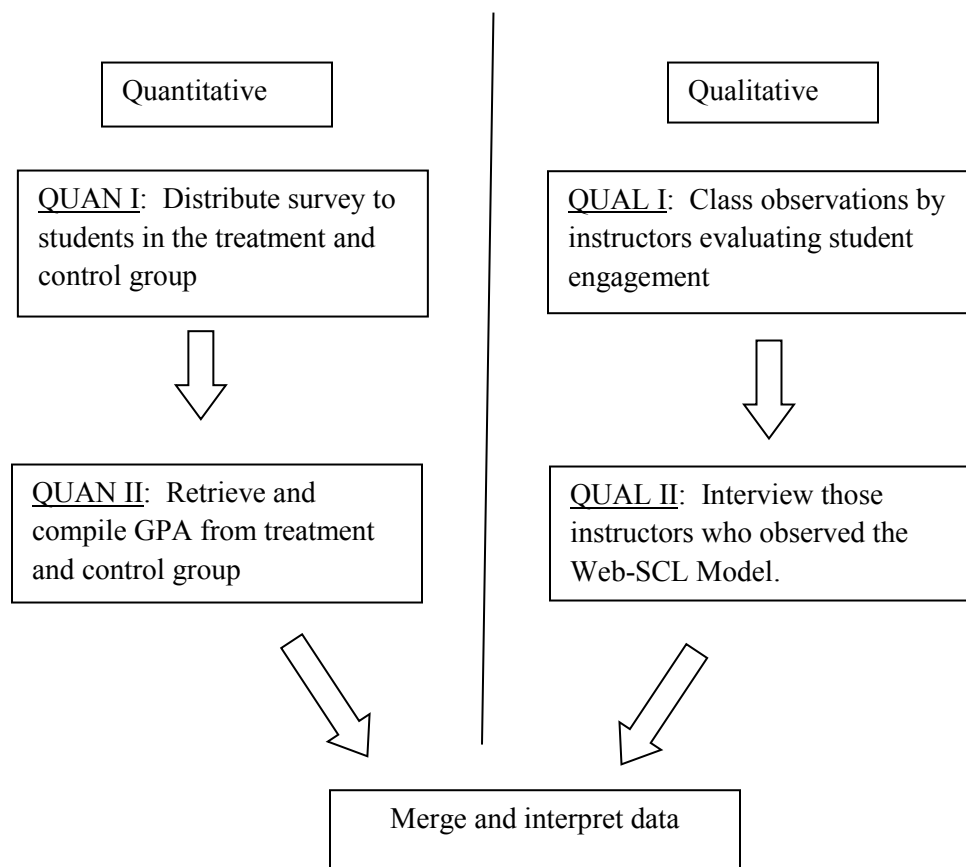 Quantitative
QUAN I: Distribute survey to
students in the treatment and
control group
QUAN II: Retrieve and
compile GPA from treatment
and control group
Qualitative
QUAL I: Class observations by
instructors evaluating student
engagement
QUAL II: Interview those
instructors who observed the
Web-SCL Model.
Merge and interpret data